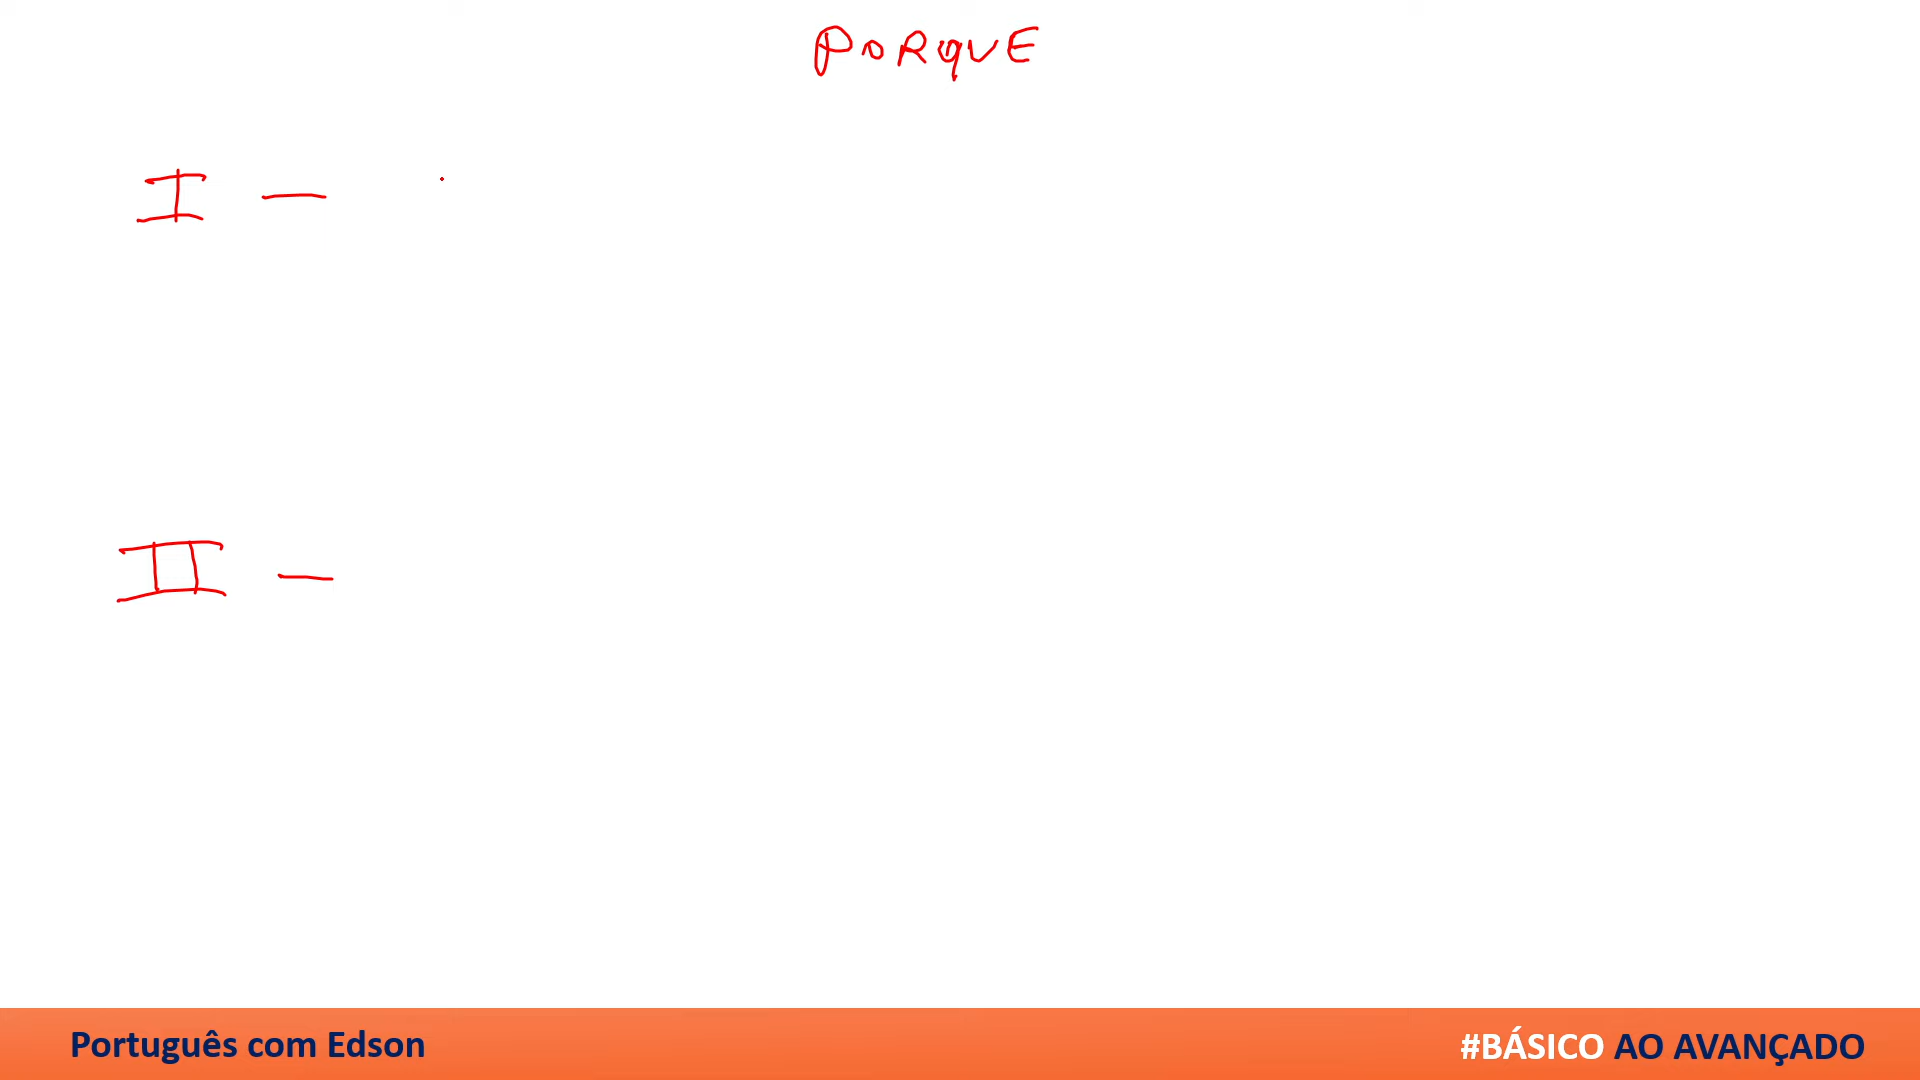 PORQUE
I -
II -
Português com Edson
#BÁSICO AO AVANÇADO